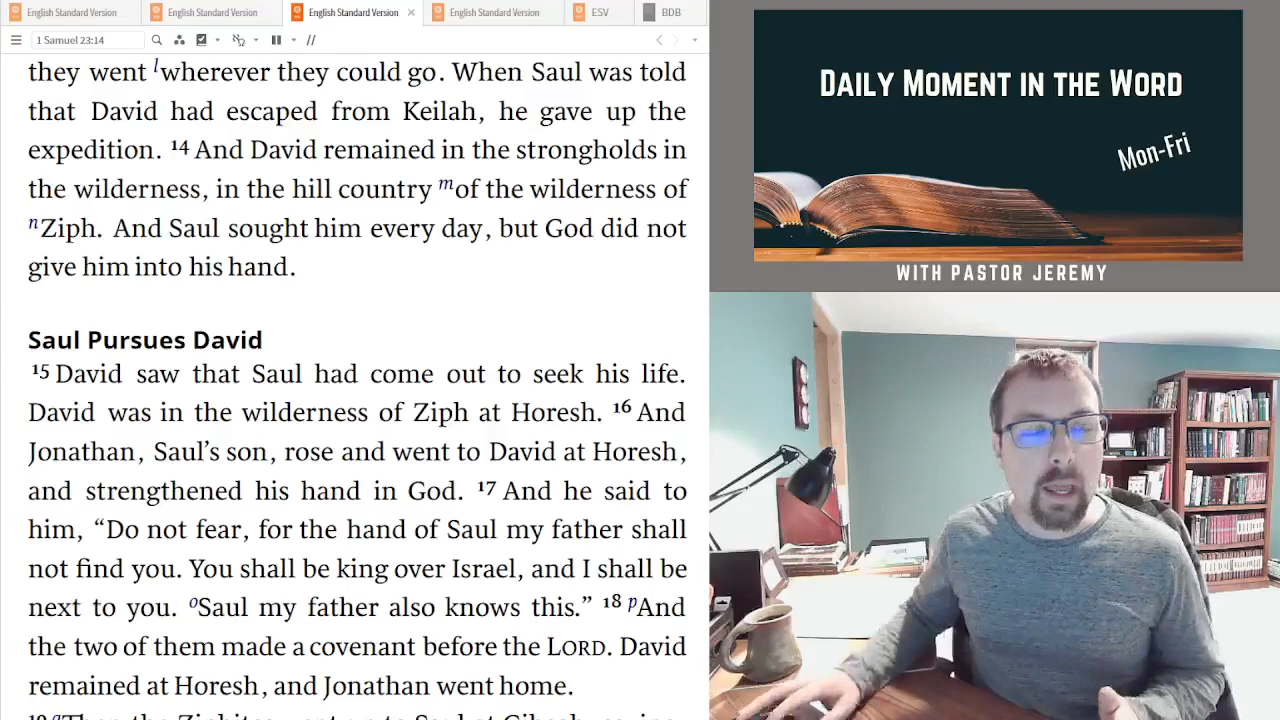 English Standard Version
English Standard Version
English Standard Version
English Standard Version
ESV
BDB
1 Samuel 23:14
they went lwherever they could go. When Saul was told
that David had escaped from Keilah, he gave up the
expedition. 14 And David remained in the strongholds in
the wilderness, in the hill country mof the wilderness of
nZiph. And Saul sought him every day, but God did not
give him into his hand.
Saul Pursues David
15 David saw that Saul had come out to seek his life.
David was in the wilderness of Ziph at Horesh. 16 And
Jonathan, Saul’s son, rose and went to David at Horesh,
and strengthened his hand in God. 17 And he said to
him, “Do not fear, for the hand of Saul my father shall
not find you. You shall be king over Israel, and I shall be
next to you. oSaul my father also knows this.” 18 pAnd
the two of them made a covenant before the LORD. David
remained at Horesh, and Jonathan went home.
DAILY MOMENT IN THE WORD
Mon-Fri
WITH PASTOR JEREMY